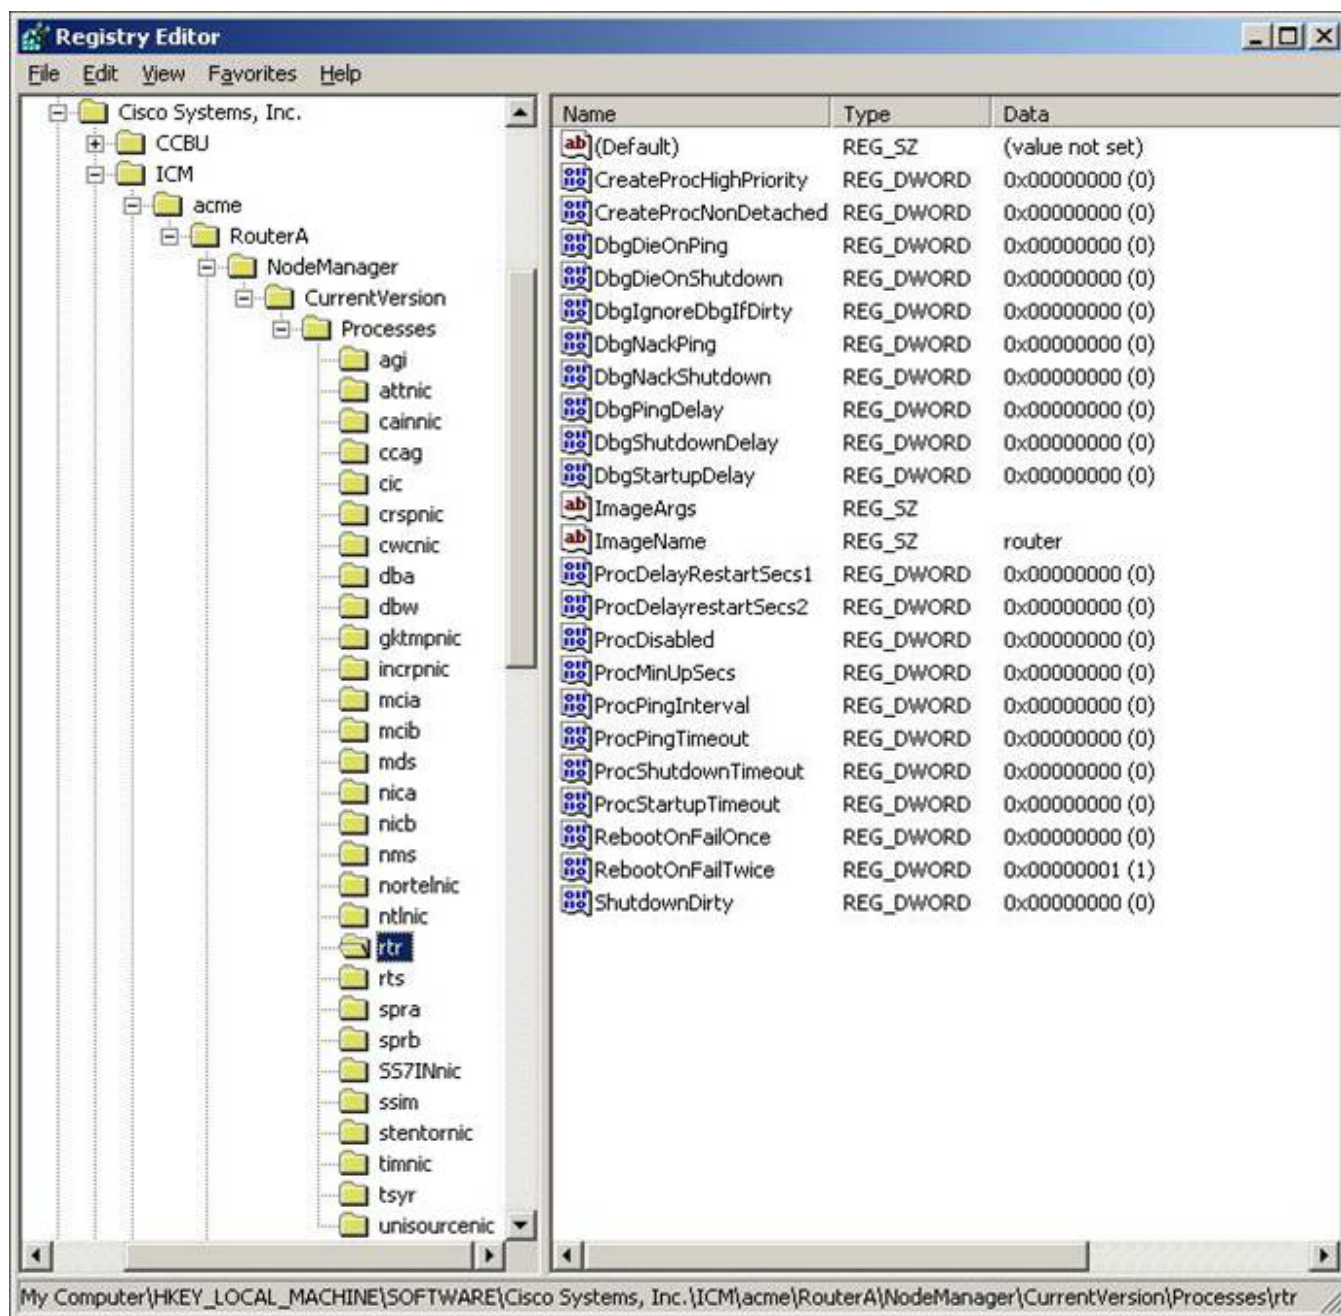 Registry Editor
File Edit View Favorites Help
Cisco Systems, Inc.
CCBU
ICM
acme
RouterA
NodeManager
CurrentVersion
Processes
agi
attnic
cainnic
ccag
cic
crspnic
cwcnic
dba
dbw
gktmpnic
incrpnic
mcia
mcib
mds
nica
nicb
nms
nortelnic
ntlnic
rtr
rts
spra
sprb
SS7INnic
ssim
stentornic
timnic
tsyr
unisourcenic
Name Type Data
(Default) REG_SZ (value not set)
CreateProcHighPriority REG_DWORD 0x00000000 (0)
CreateProcNonDetached REG_DWORD 0x00000000 (0)
DbgDieOnPing REG_DWORD 0x00000000 (0)
DbgDieOnShutdown REG_DWORD 0x00000000 (0)
DbgIgnoreDbgIfDirty REG_DWORD 0x00000000 (0)
DbgNackPing REG_DWORD 0x00000000 (0)
DbgNackShutdown REG_DWORD 0x00000000 (0)
DbgPingDelay REG_DWORD 0x00000000 (0)
DbgShutdownDelay REG_DWORD 0x00000000 (0)
DbgStartupDelay REG_DWORD 0x00000000 (0)
ImageArgs REG_SZ
ImageName REG_SZ router
ProcDelayRestartSecs1 REG_DWORD 0x00000000 (0)
ProcDelayrestartSecs2 REG_DWORD 0x00000000 (0)
ProcDisabled REG_DWORD 0x00000000 (0)
ProcMinUpSecs REG_DWORD 0x00000000 (0)
ProcPingInterval REG_DWORD 0x00000000 (0)
ProcPingTimeout REG_DWORD 0x00000000 (0)
ProcShutdownTimeout REG_DWORD 0x00000000 (0)
ProcStartupTimeout REG_DWORD 0x00000000 (0)
RebootOnFailOnce REG_DWORD 0x00000000 (0)
RebootOnFailTwice REG_DWORD 0x00000001 (1)
ShutdownDirty REG_DWORD 0x00000000 (0)
My Computer\HKEY_LOCAL_MACHINE\SOFTWARE\Cisco Systems, Inc.\ICM\acme\RouterA\NodeManager\CurrentVersion\Processes\rtr